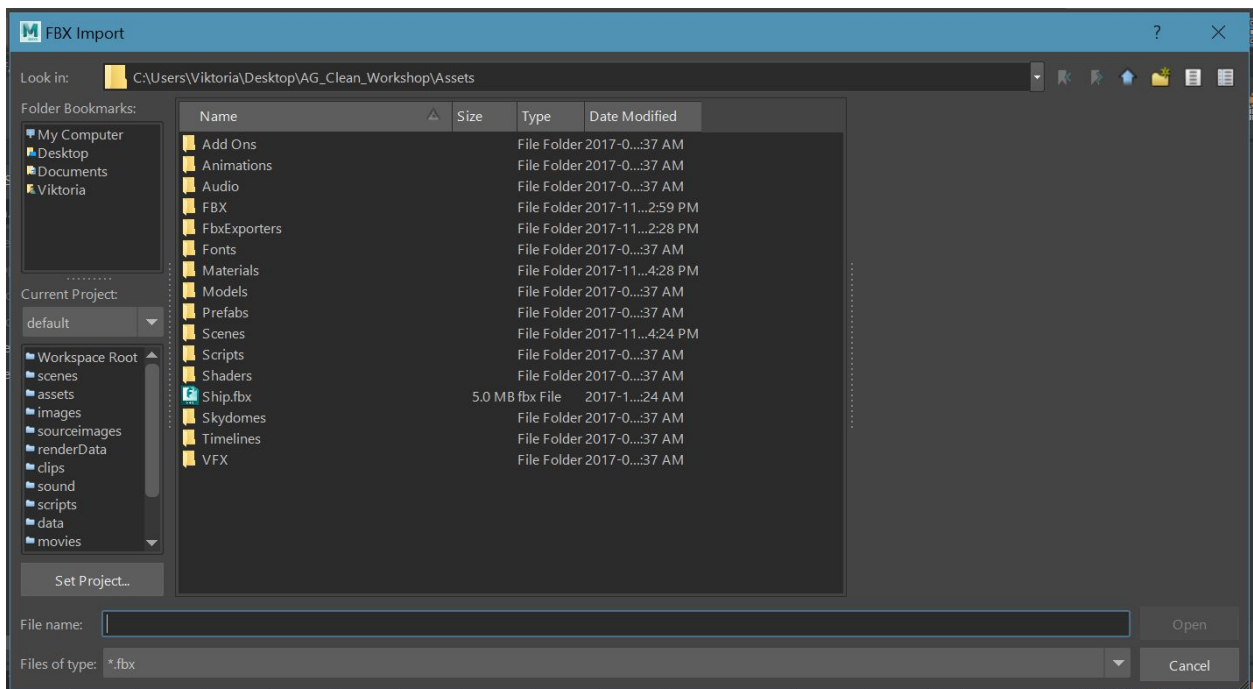 FBX Import
Look in: C:\Users\Viktoria\Desktop\AG_Clean_Workshop\Assets
Folder Bookmarks:
My Computer
Desktop
Documents
Viktoria
Current Project:
default
Workspace Root
scenes
assets
images
sourceimages
renderData
clips
sound
scripts
data
movies
Set Project...
Name Size Type Date Modified
Add Ons File Folder 2017-0...:37 AM
Animations File Folder 2017-0...:37 AM
Audio File Folder 2017-0...:37 AM
FBX File Folder 2017-11...2:59 PM
FbxExporters File Folder 2017-11...2:28 PM
Fonts File Folder 2017-0...:37 AM
Materials File Folder 2017-11...4:28 PM
Models File Folder 2017-0...:37 AM
Prefabs File Folder 2017-0...:37 AM
Scenes File Folder 2017-11...4:24 PM
Scripts File Folder 2017-0...:37 AM
Shaders File Folder 2017-0...:37 AM
Ship.fbx 5.0 MB fbx File 2017-1...:24 AM
Skydomes File Folder 2017-0...:37 AM
Timelines File Folder 2017-0...:37 AM
VFX File Folder 2017-0...:37 AM
File name: Open
Files of type: *.fbx Cancel